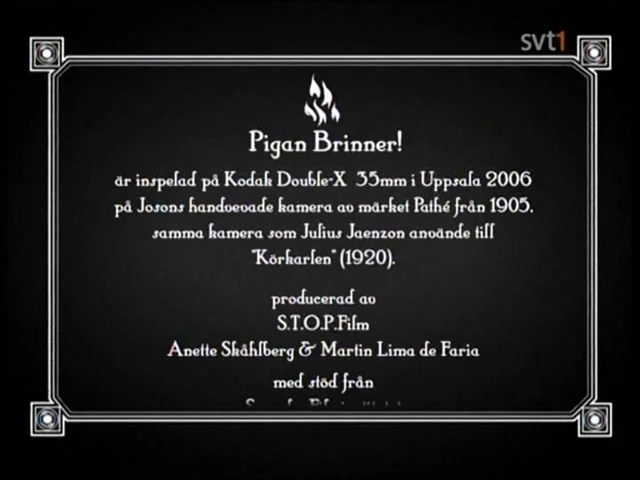 svt1
Pigan Brinner!
är inspelad på Kodak Double-X 35mm i Uppsala 2006
på Josons handvevade kamera av märket Pathé från 1905.
samma kamera som Julius Jaenzon använde till
"Körkarlen" (1920).
producerad av
S.T.O.P.Film
Anette Skåhlberg & Martin Lima de Faria
med stöd från